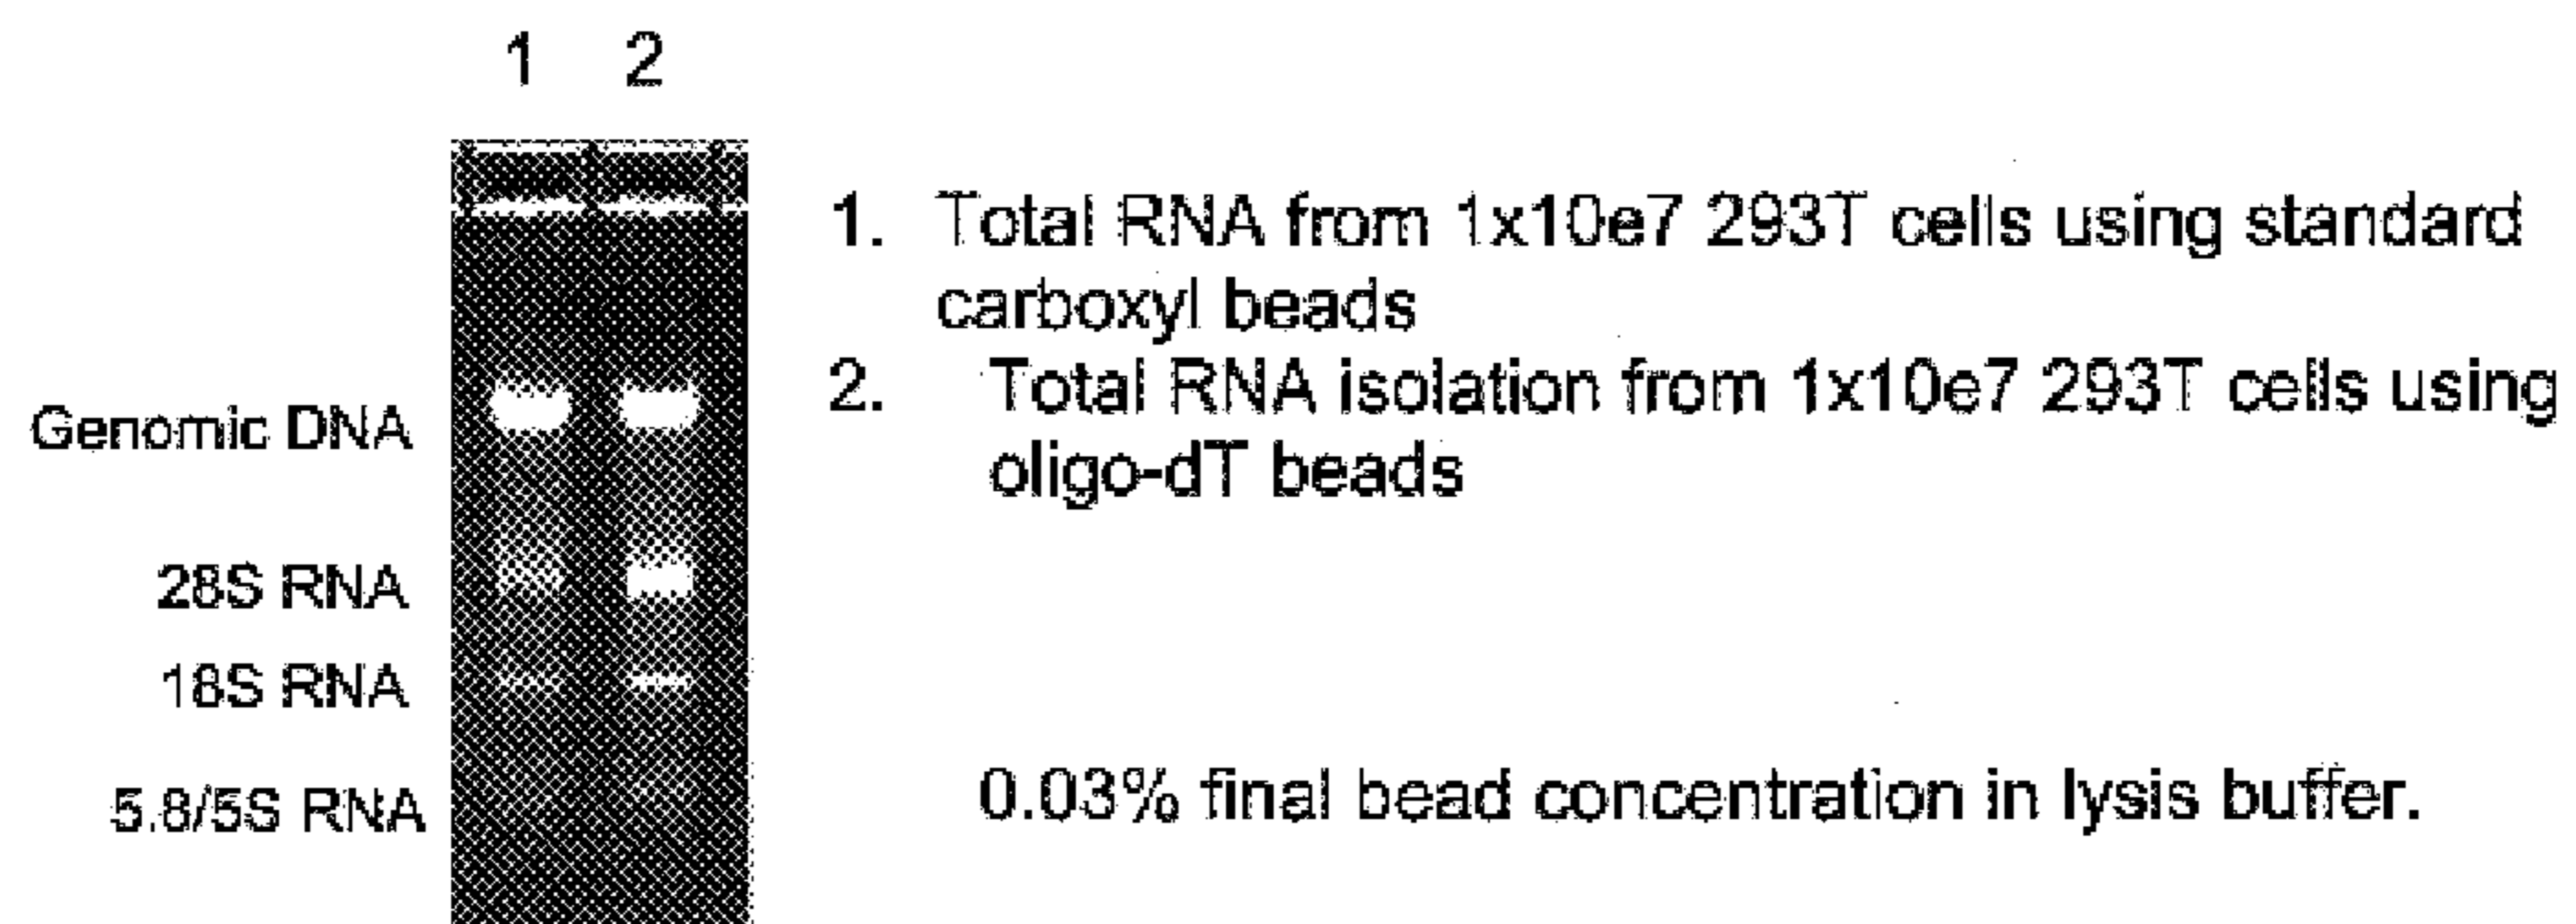 1 2
1. Total RNA from 1x10e7 293T cells using standard
carboxyl beads
2. Total RNA isolation from 1x10e7 293T cells using
oligo-dT beads
Genomic DNA
28S RNA
18S RNA
5.8/5S RNA
0.03% final bead concentration in lysis buffer.